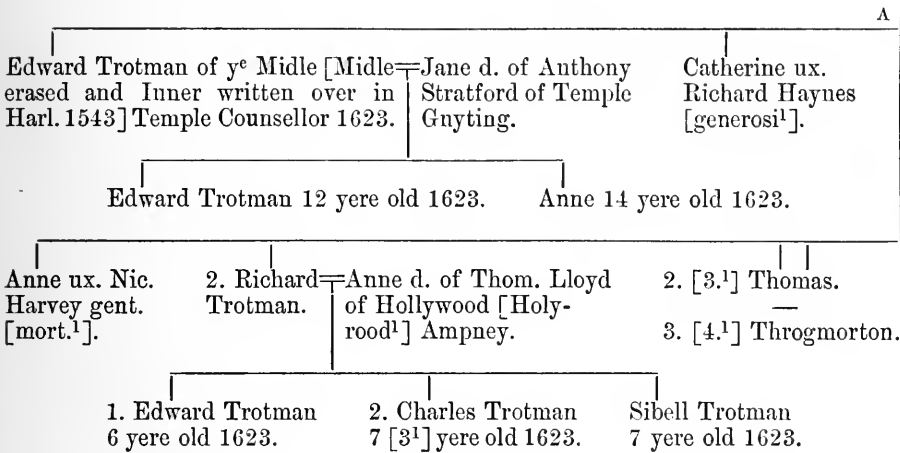 A
Edward Trotman of yᵉ Midle [Midle
erased and Inner written over in
Harl. 1543] Temple Counsellor 1623.
Jane d. of Anthony
Stratford of Temple
Gnyting.
Catherine ux.
Richard Haynes
[generosi¹].
Edward Trotman 12 yere old 1623.
Anne 14 yere old 1623.
Anne ux. Nic.
Harvey gent.
[mort.¹].
2. Richard
Trotman.
Anne d. of Thom. Lloyd
of Hollywood [Holy-
rood¹] Ampney.
2. [3.¹] Thomas.
3. [4.¹] Throgmorton.
1. Edward Trotman
6 yere old 1623.
2. Charles Trotman
7 [3¹] yere old 1623.
Sibell Trotman
7 yere old 1623.